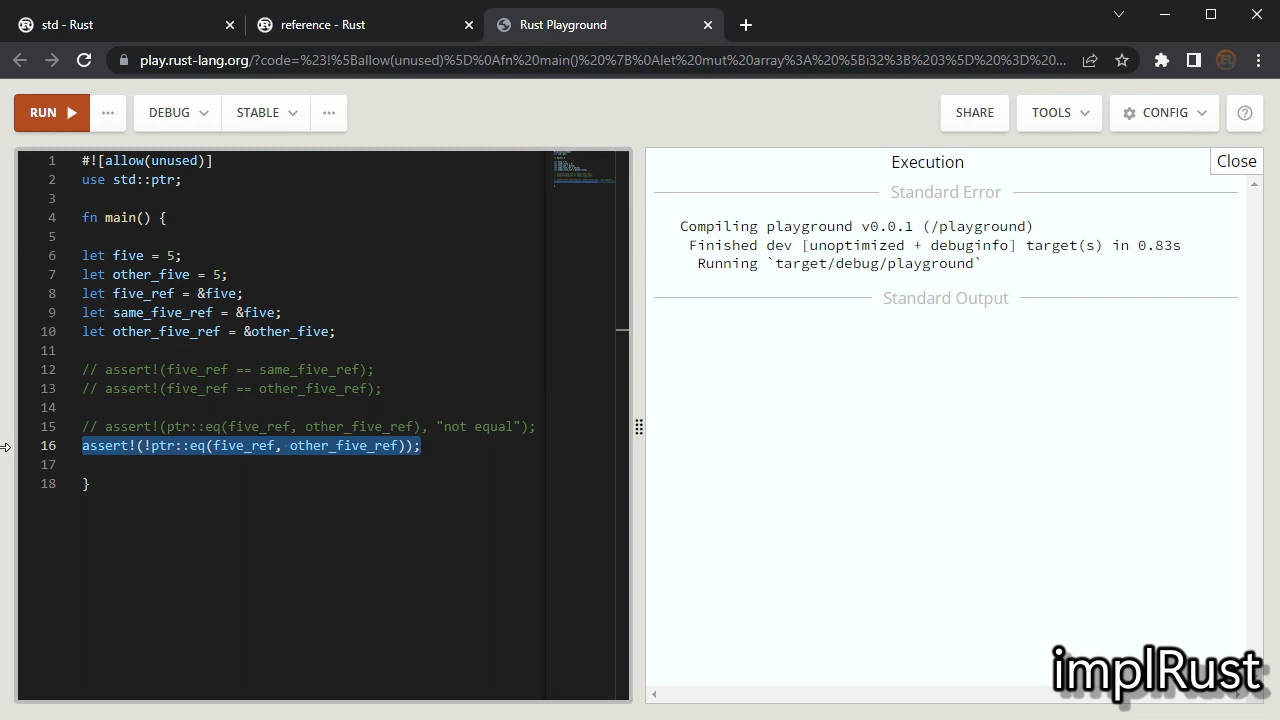 std - Rust
reference - Rust
Rust Playground
play.rust-lang.org/?code=%23!%5Ballow(unused)%5D%0Afn%20main()%20%7B%0Alet%20mut%20array%3A%20%5Bi32%3B%203%5D%20%3D%20...
RUN
DEBUG
STABLE
SHARE
TOOLS
CONFIG
1 #![allow(unused)]
2 use std::ptr;
3
4 fn main() {
5
6 let five = 5;
7 let other_five = 5;
8 let five_ref = &five;
9 let same_five_ref = &five;
10 let other_five_ref = &other_five;
11
12 // assert!(five_ref == same_five_ref);
13 // assert!(five_ref == other_five_ref);
14
15 // assert!(ptr::eq(five_ref, other_five_ref), "not equal");
16 assert!(!ptr::eq(five_ref, other_five_ref));
17
18 }
Execution
Close
Standard Error
Compiling playground v0.0.1 (/playground)
Finished dev [unoptimized + debuginfo] target(s) in 0.83s
Running `target/debug/playground`
Standard Output
implRust